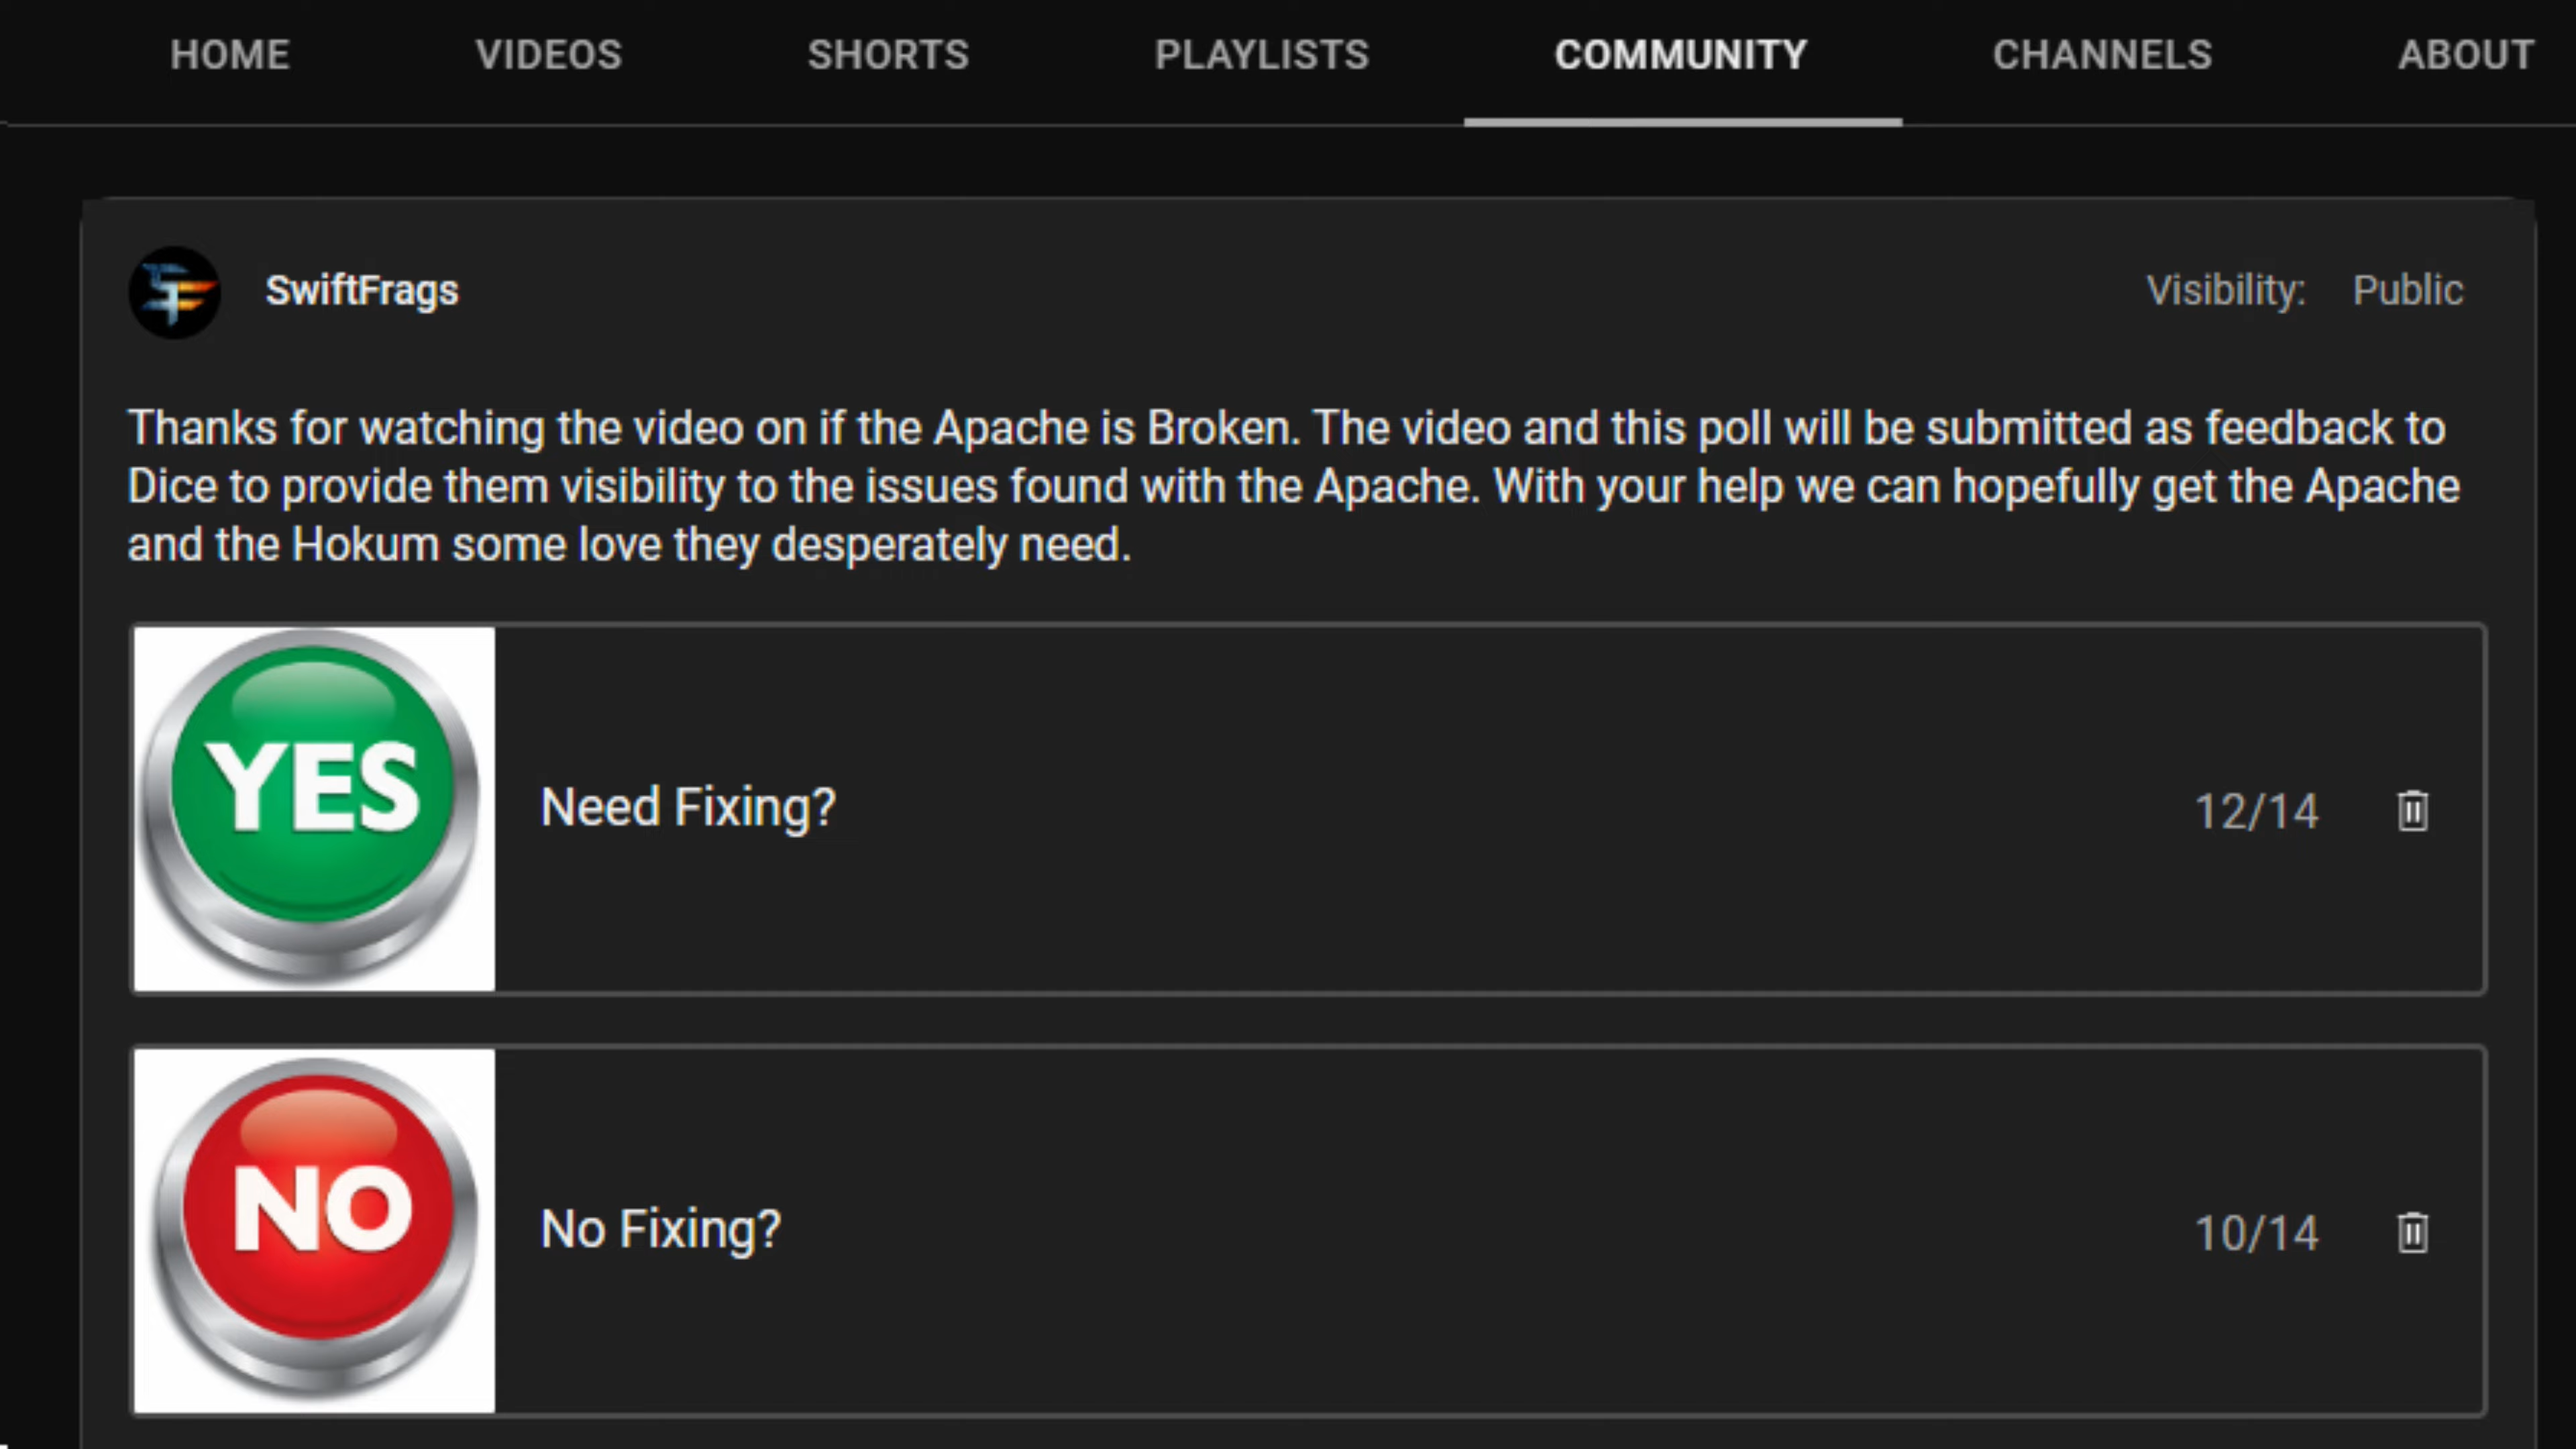 HOME VIDEOS SHORTS PLAYLISTS COMMUNITY CHANNELS ABOUT
SwiftFrags Visibility: Public
Thanks for watching the video on if the Apache is Broken. The video and this poll will be submitted as feedback to
Dice to provide them visibility to the issues found with the Apache. With your help we can hopefully get the Apache
and the Hokum some love they desperately need.
YES Need Fixing? 12/14
NO No Fixing? 10/14